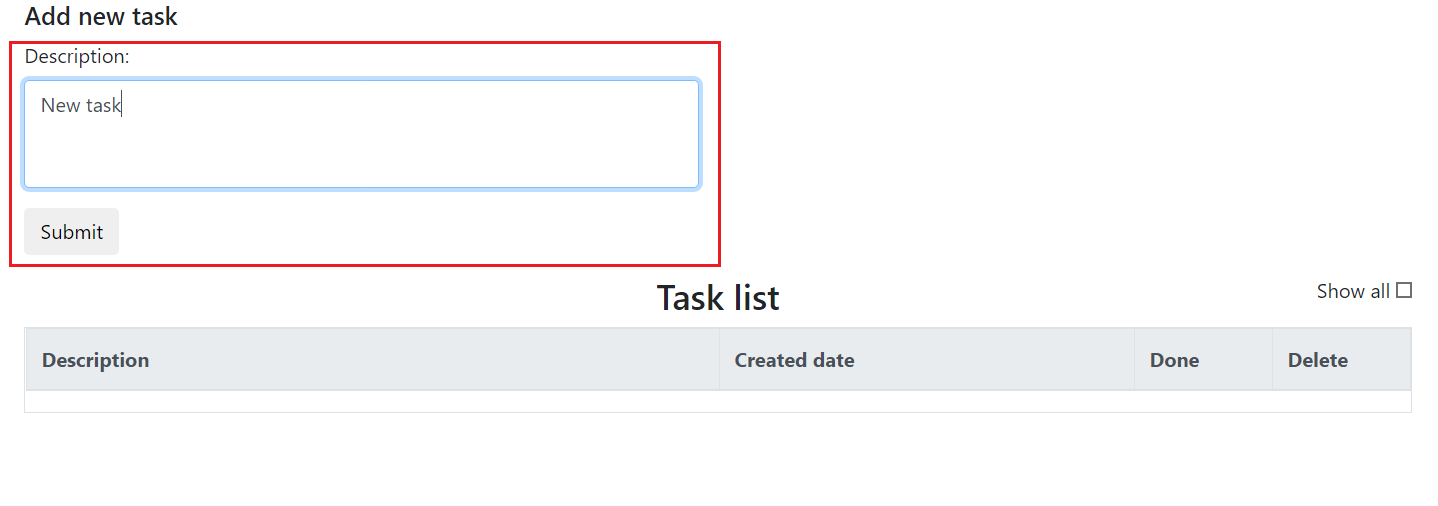 Add new task
Description:
New task
Submit
Task list
Show all
Description Created date Done Delete